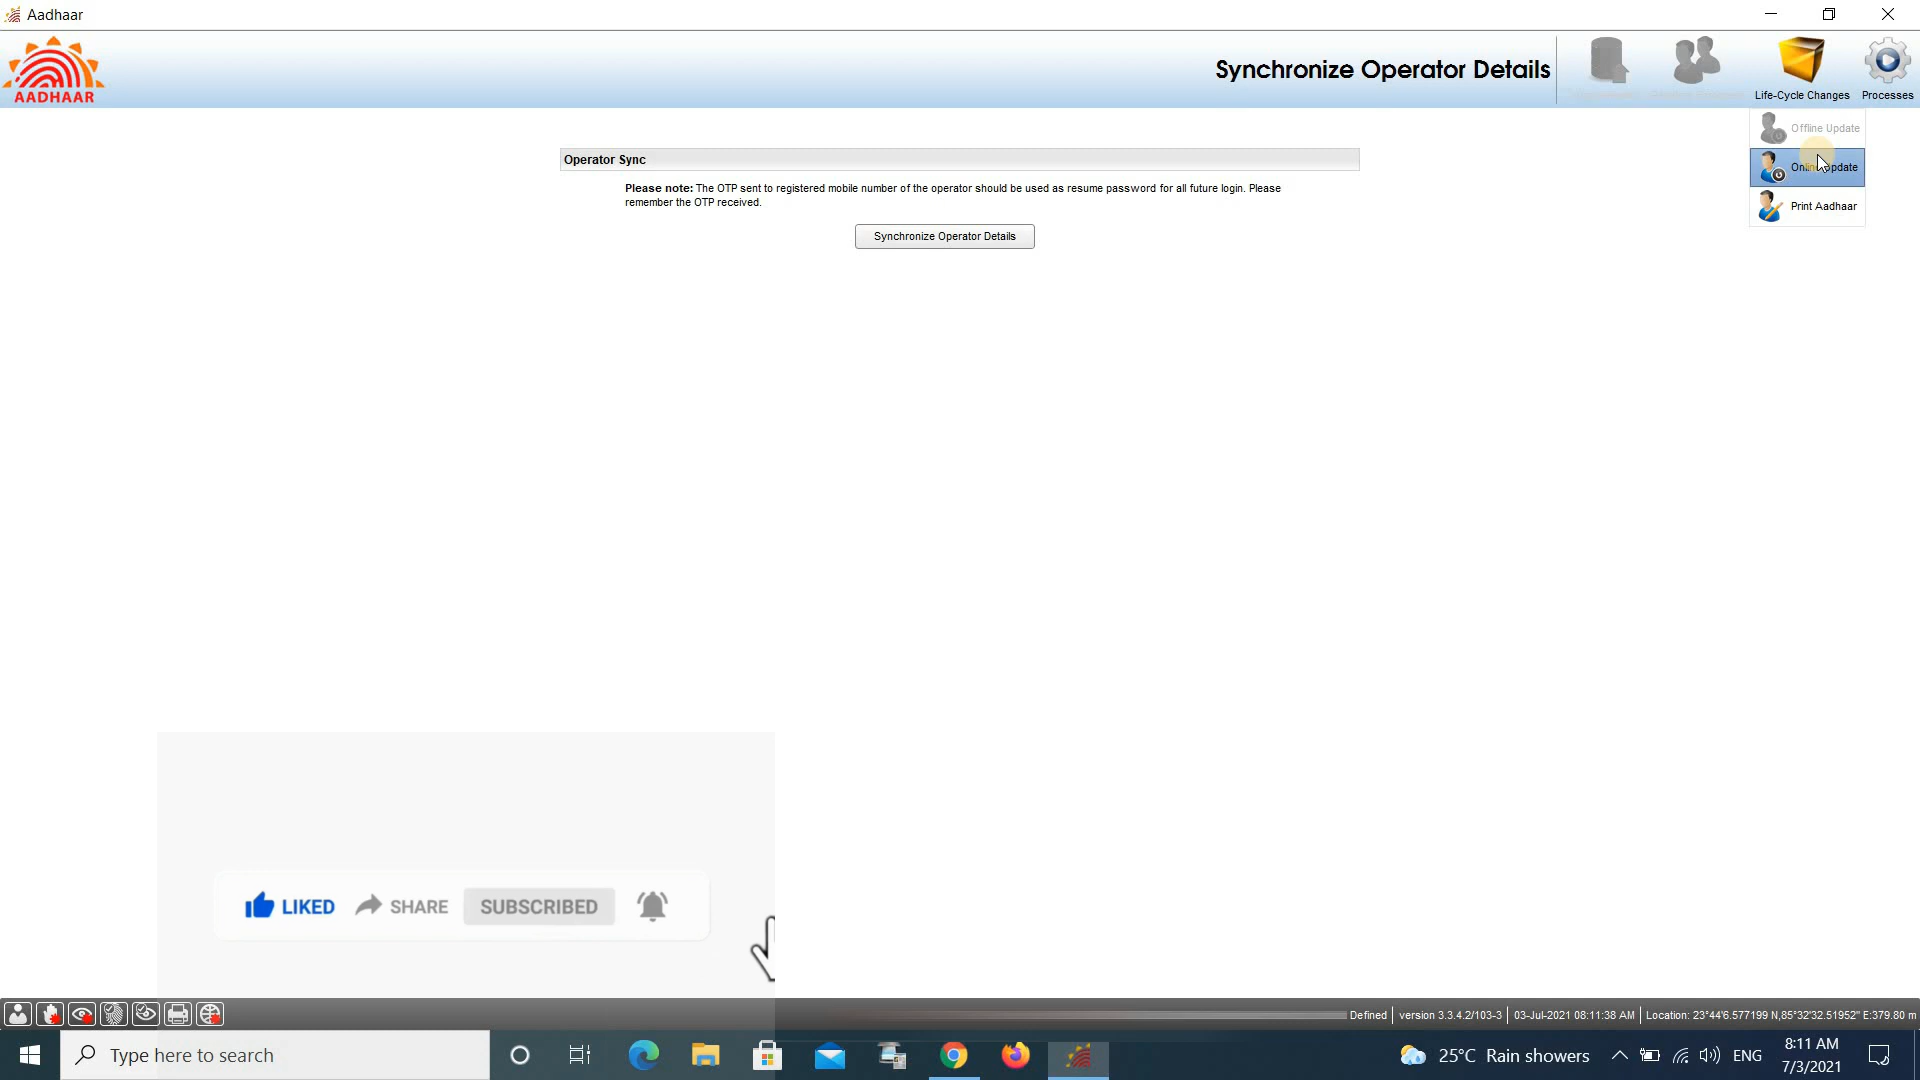 Aadhaar
AADHAAR
Synchronize Operator Details
Life-Cycle Changes
Processes
Offline Update
Online Update
Print Aadhaar
Operator Sync
Please note: The OTP sent to registered mobile number of the operator should be used as resume password for all future login. Please
remember the OTP received.
Synchronize Operator Details
LIKED
SHARE
SUBSCRIBED
Defined
version 3.3.4.2/103-3
03-Jul-2021 08:11:38 AM
Location: 23°44'6.577199 N,85°32'32.51952" E:379.80 m
Type here to search
25°C Rain showers
ENG
8:11 AM
7/3/2021